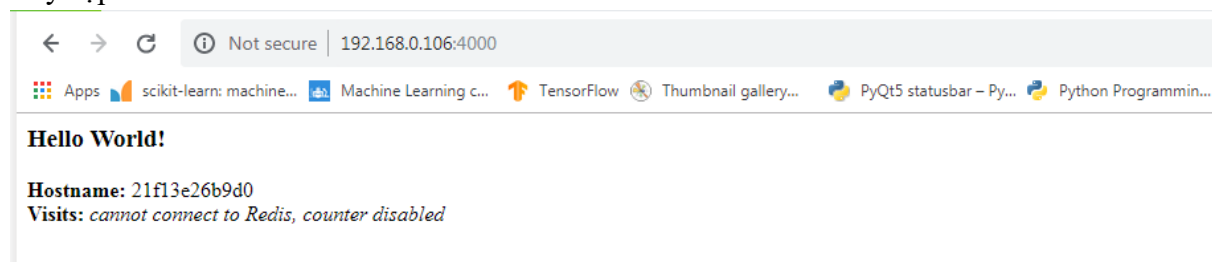 Not secure | 192.168.0.106:4000
Apps scikit-learn: machine... Machine Learning c... TensorFlow Thumbnail gallery... PyQt5 statusbar – Py... Python Programmin...
Hello World!
Hostname: 21f13e26b9d0
Visits: cannot connect to Redis, counter disabled